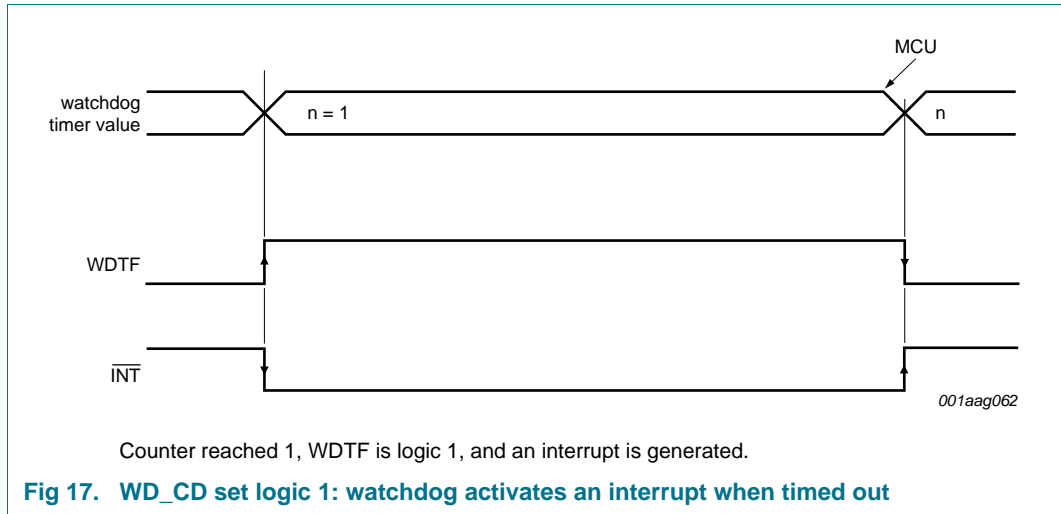 MCU
watchdog
timer value
n = 1
n
WDTF
INT
001aag062
Counter reached 1, WDTF is logic 1, and an interrupt is generated.
Fig 17. WD_CD set logic 1: watchdog activates an interrupt when timed out